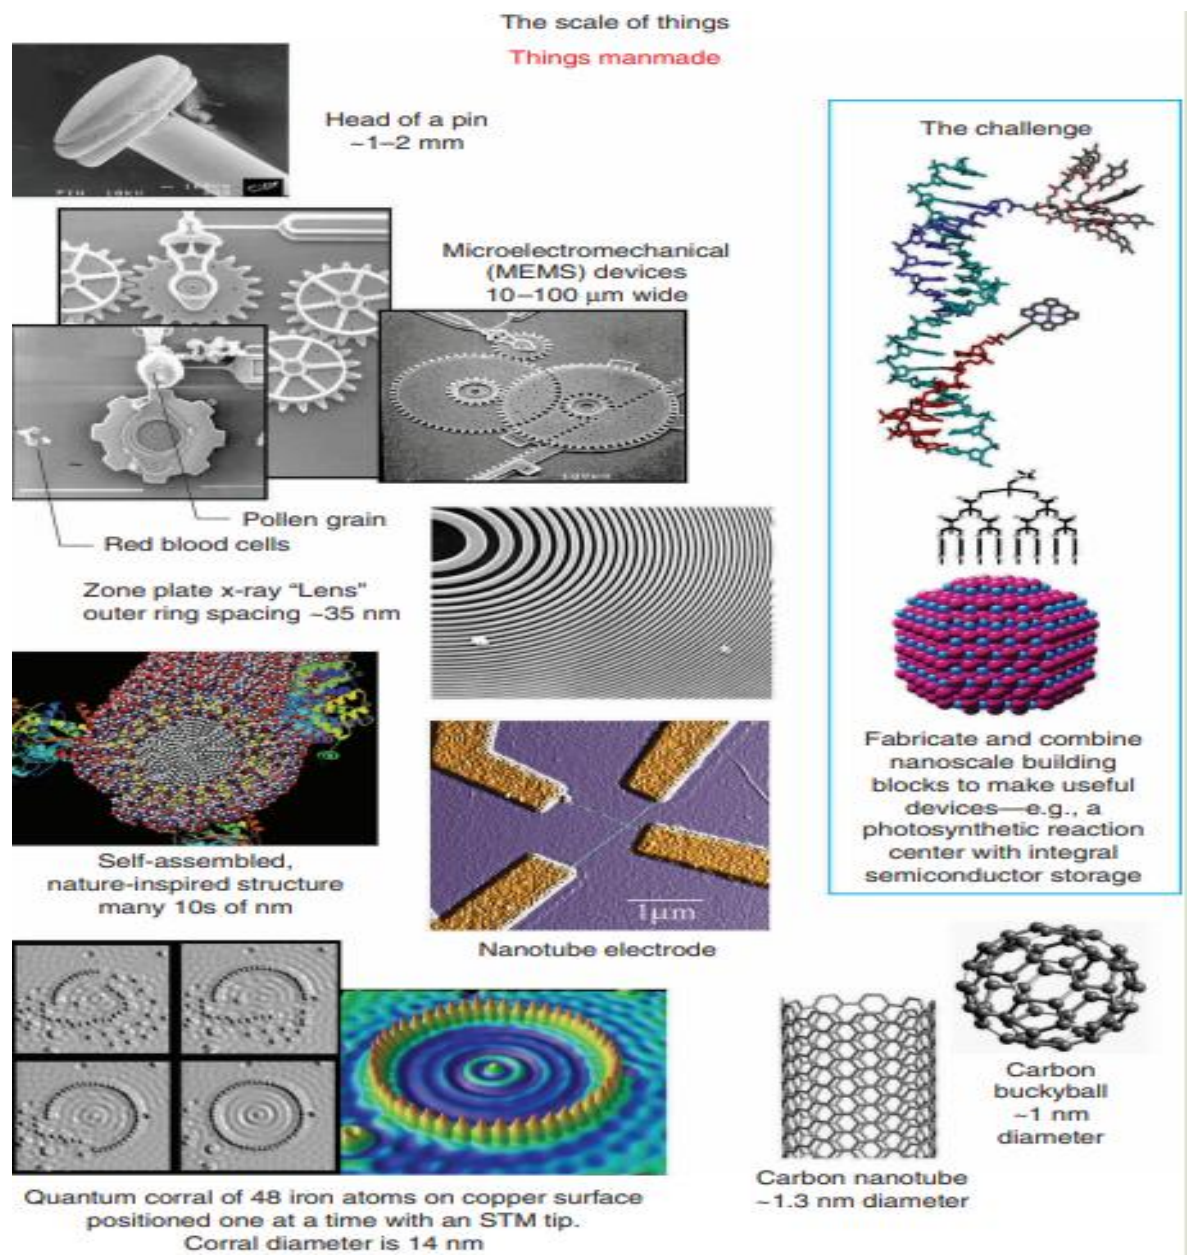 The scale of things
Things manmade
Head of a pin
~1–2 mm
Microelectromechanical
(MEMS) devices
10–100 μm wide
Pollen grain
Red blood cells
Zone plate x-ray “Lens”
outer ring spacing ~35 nm
Self-assembled,
nature-inspired structure
many 10s of nm
1μm
Nanotube electrode
Quantum corral of 48 iron atoms on copper surface
positioned one at a time with an STM tip.
Corral diameter is 14 nm
The challenge
Fabricate and combine
nanoscale building
blocks to make useful
devices—e.g., a
photosynthetic reaction
center with integral
semiconductor storage
Carbon
buckyball
~1 nm
diameter
Carbon nanotube
~1.3 nm diameter